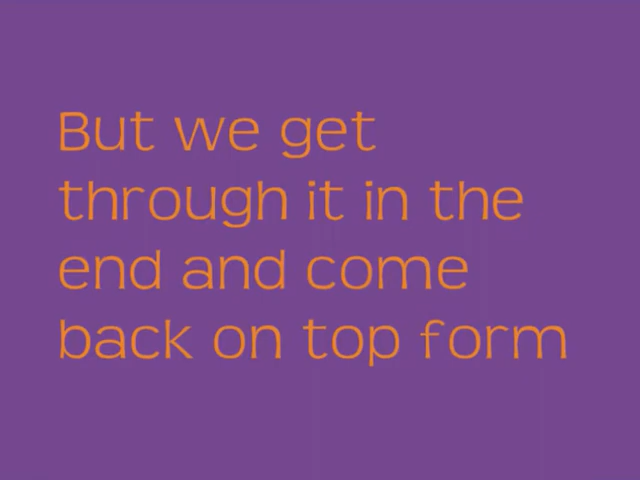 But we get
through it in the
end and come
back on top form